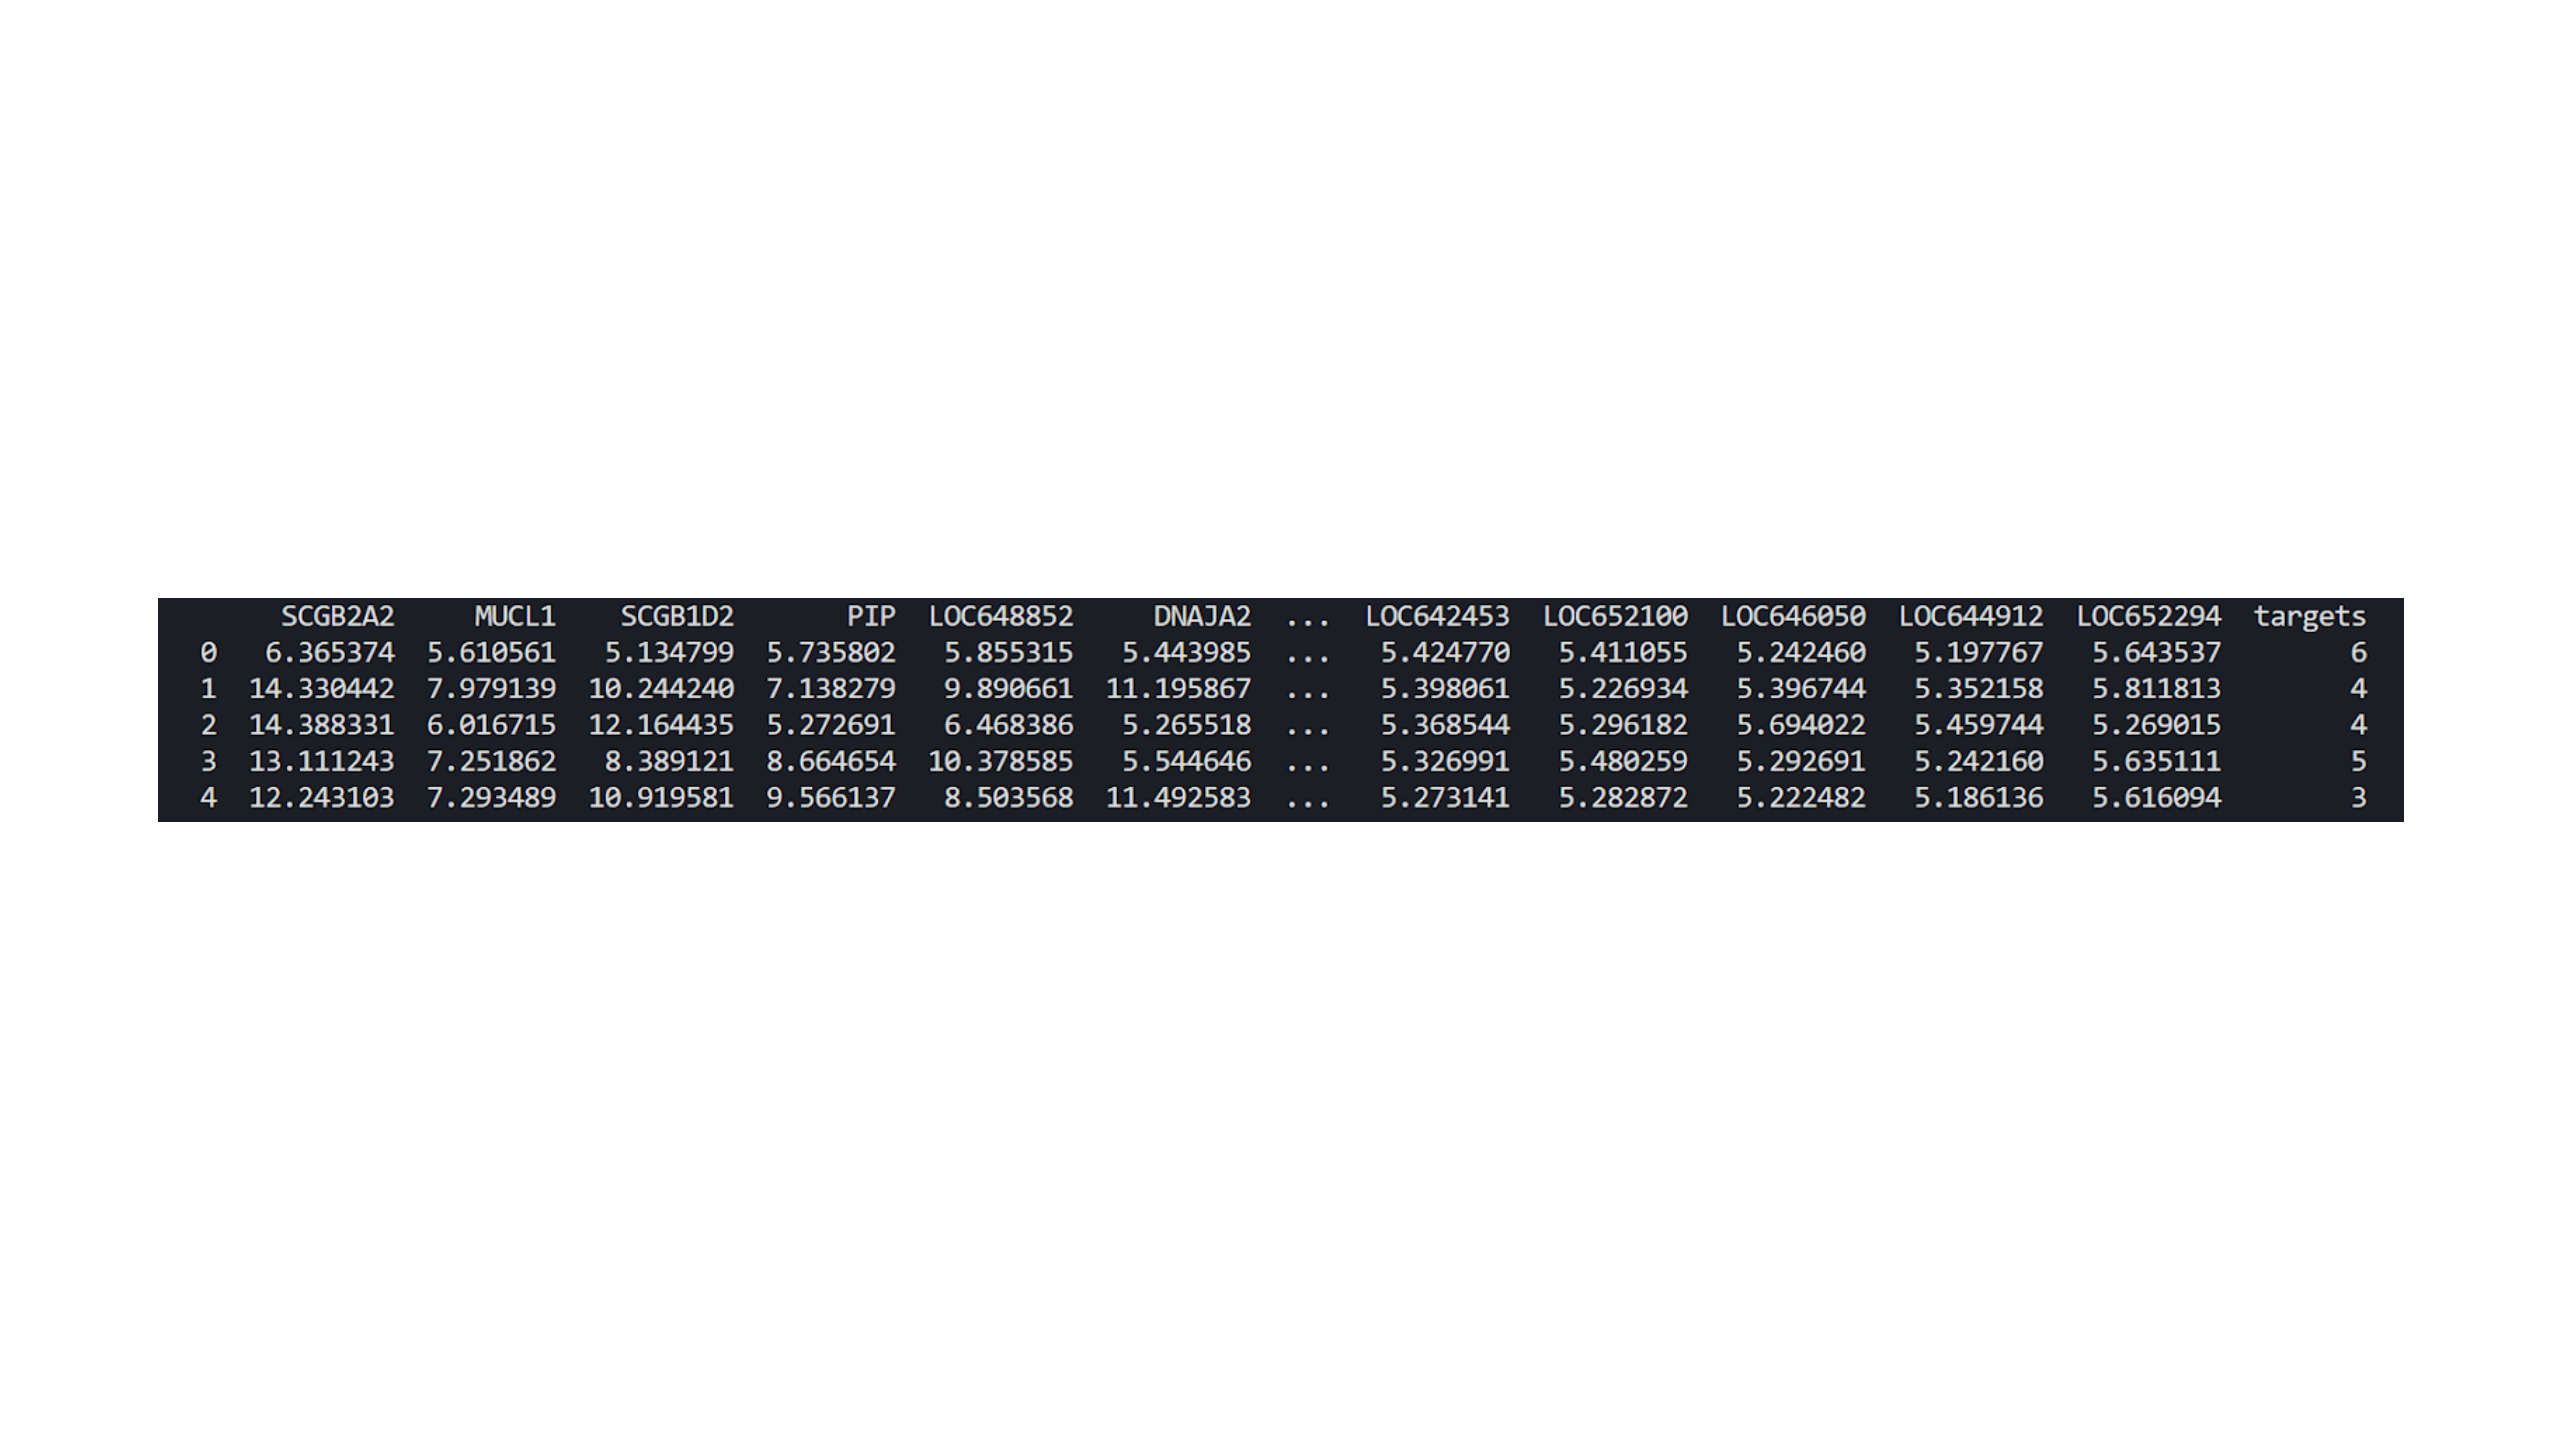 SCGB2A2 MUCL1 SCGB1D2 PIP LOC648852 DNAJA2 ... LOC642453 LOC652100 LOC646050 LOC644912 LOC652294 targets
0 6.365374 5.610561 5.134799 5.735802 5.855315 5.443985 ... 5.424770 5.411055 5.242460 5.197767 5.643537 6
1 14.330442 7.979139 10.244240 7.138279 9.890661 11.195867 ... 5.398061 5.226934 5.396744 5.352158 5.811813 4
2 14.388331 6.016715 12.164435 5.272691 6.468386 5.265518 ... 5.368544 5.296182 5.694022 5.459744 5.269015 4
3 13.111243 7.251862 8.389121 8.664654 10.378585 5.544646 ... 5.326991 5.480259 5.292691 5.242160 5.635111 5
4 12.243103 7.293489 10.919581 9.566137 8.503568 11.492583 ... 5.273141 5.282872 5.222482 5.186136 5.616094 3